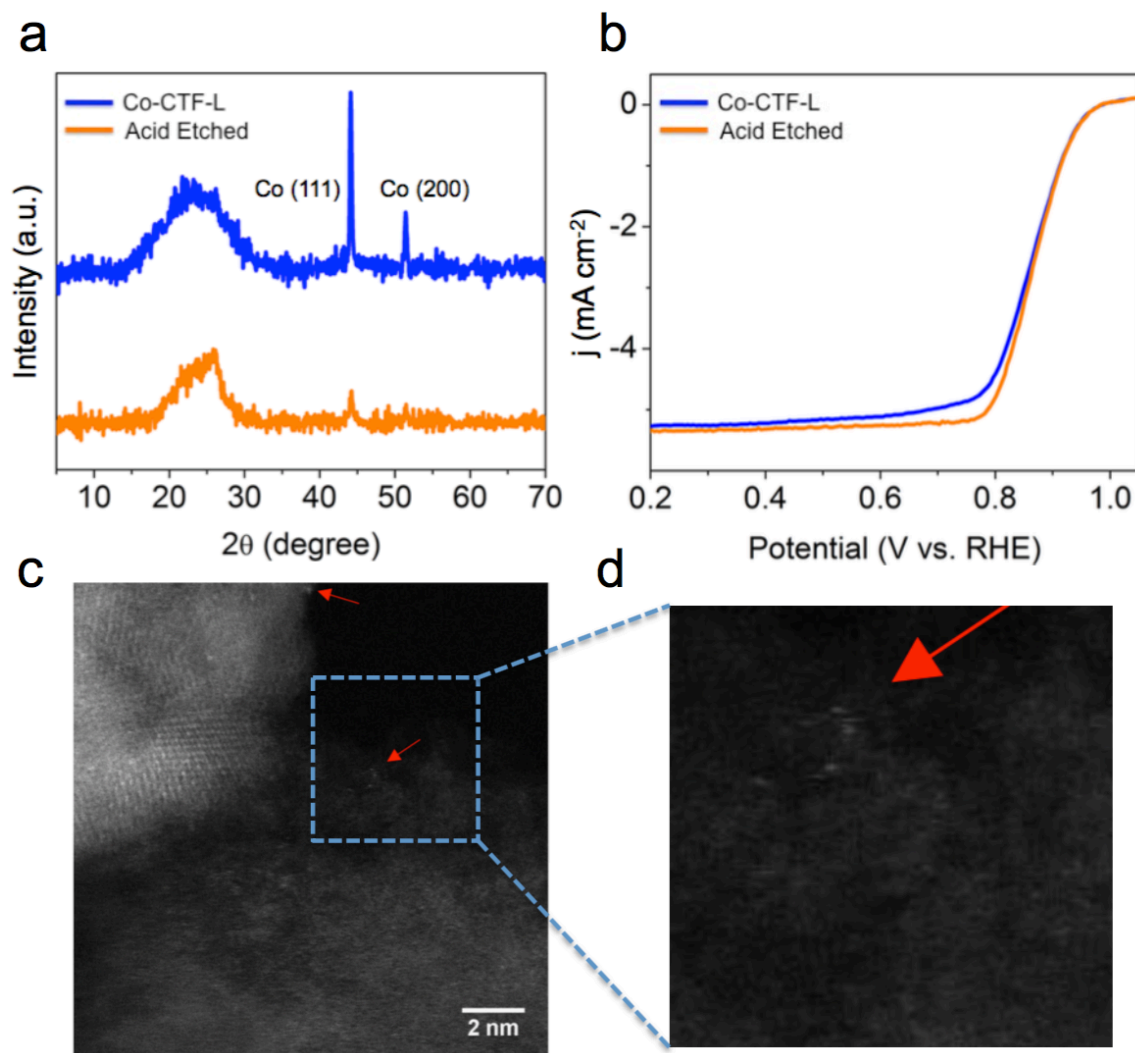 a
Co-CTF-L
Acid Etched
Co (111)
Co (200)
Intensity (a.u.)
10 20 30 40 50 60 70
2θ (degree)
b
Co-CTF-L
Acid Etched
0
-2
-4
j (mA cm-2)
0.2 0.4 0.6 0.8 1.0
Potential (V vs. RHE)
c
2 nm
d